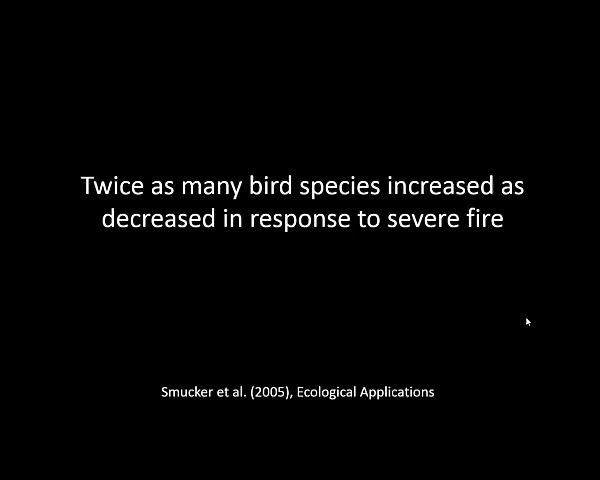 Twice as many bird species increased as
decreased in response to severe fire
Smucker et al. (2005), Ecological Applications